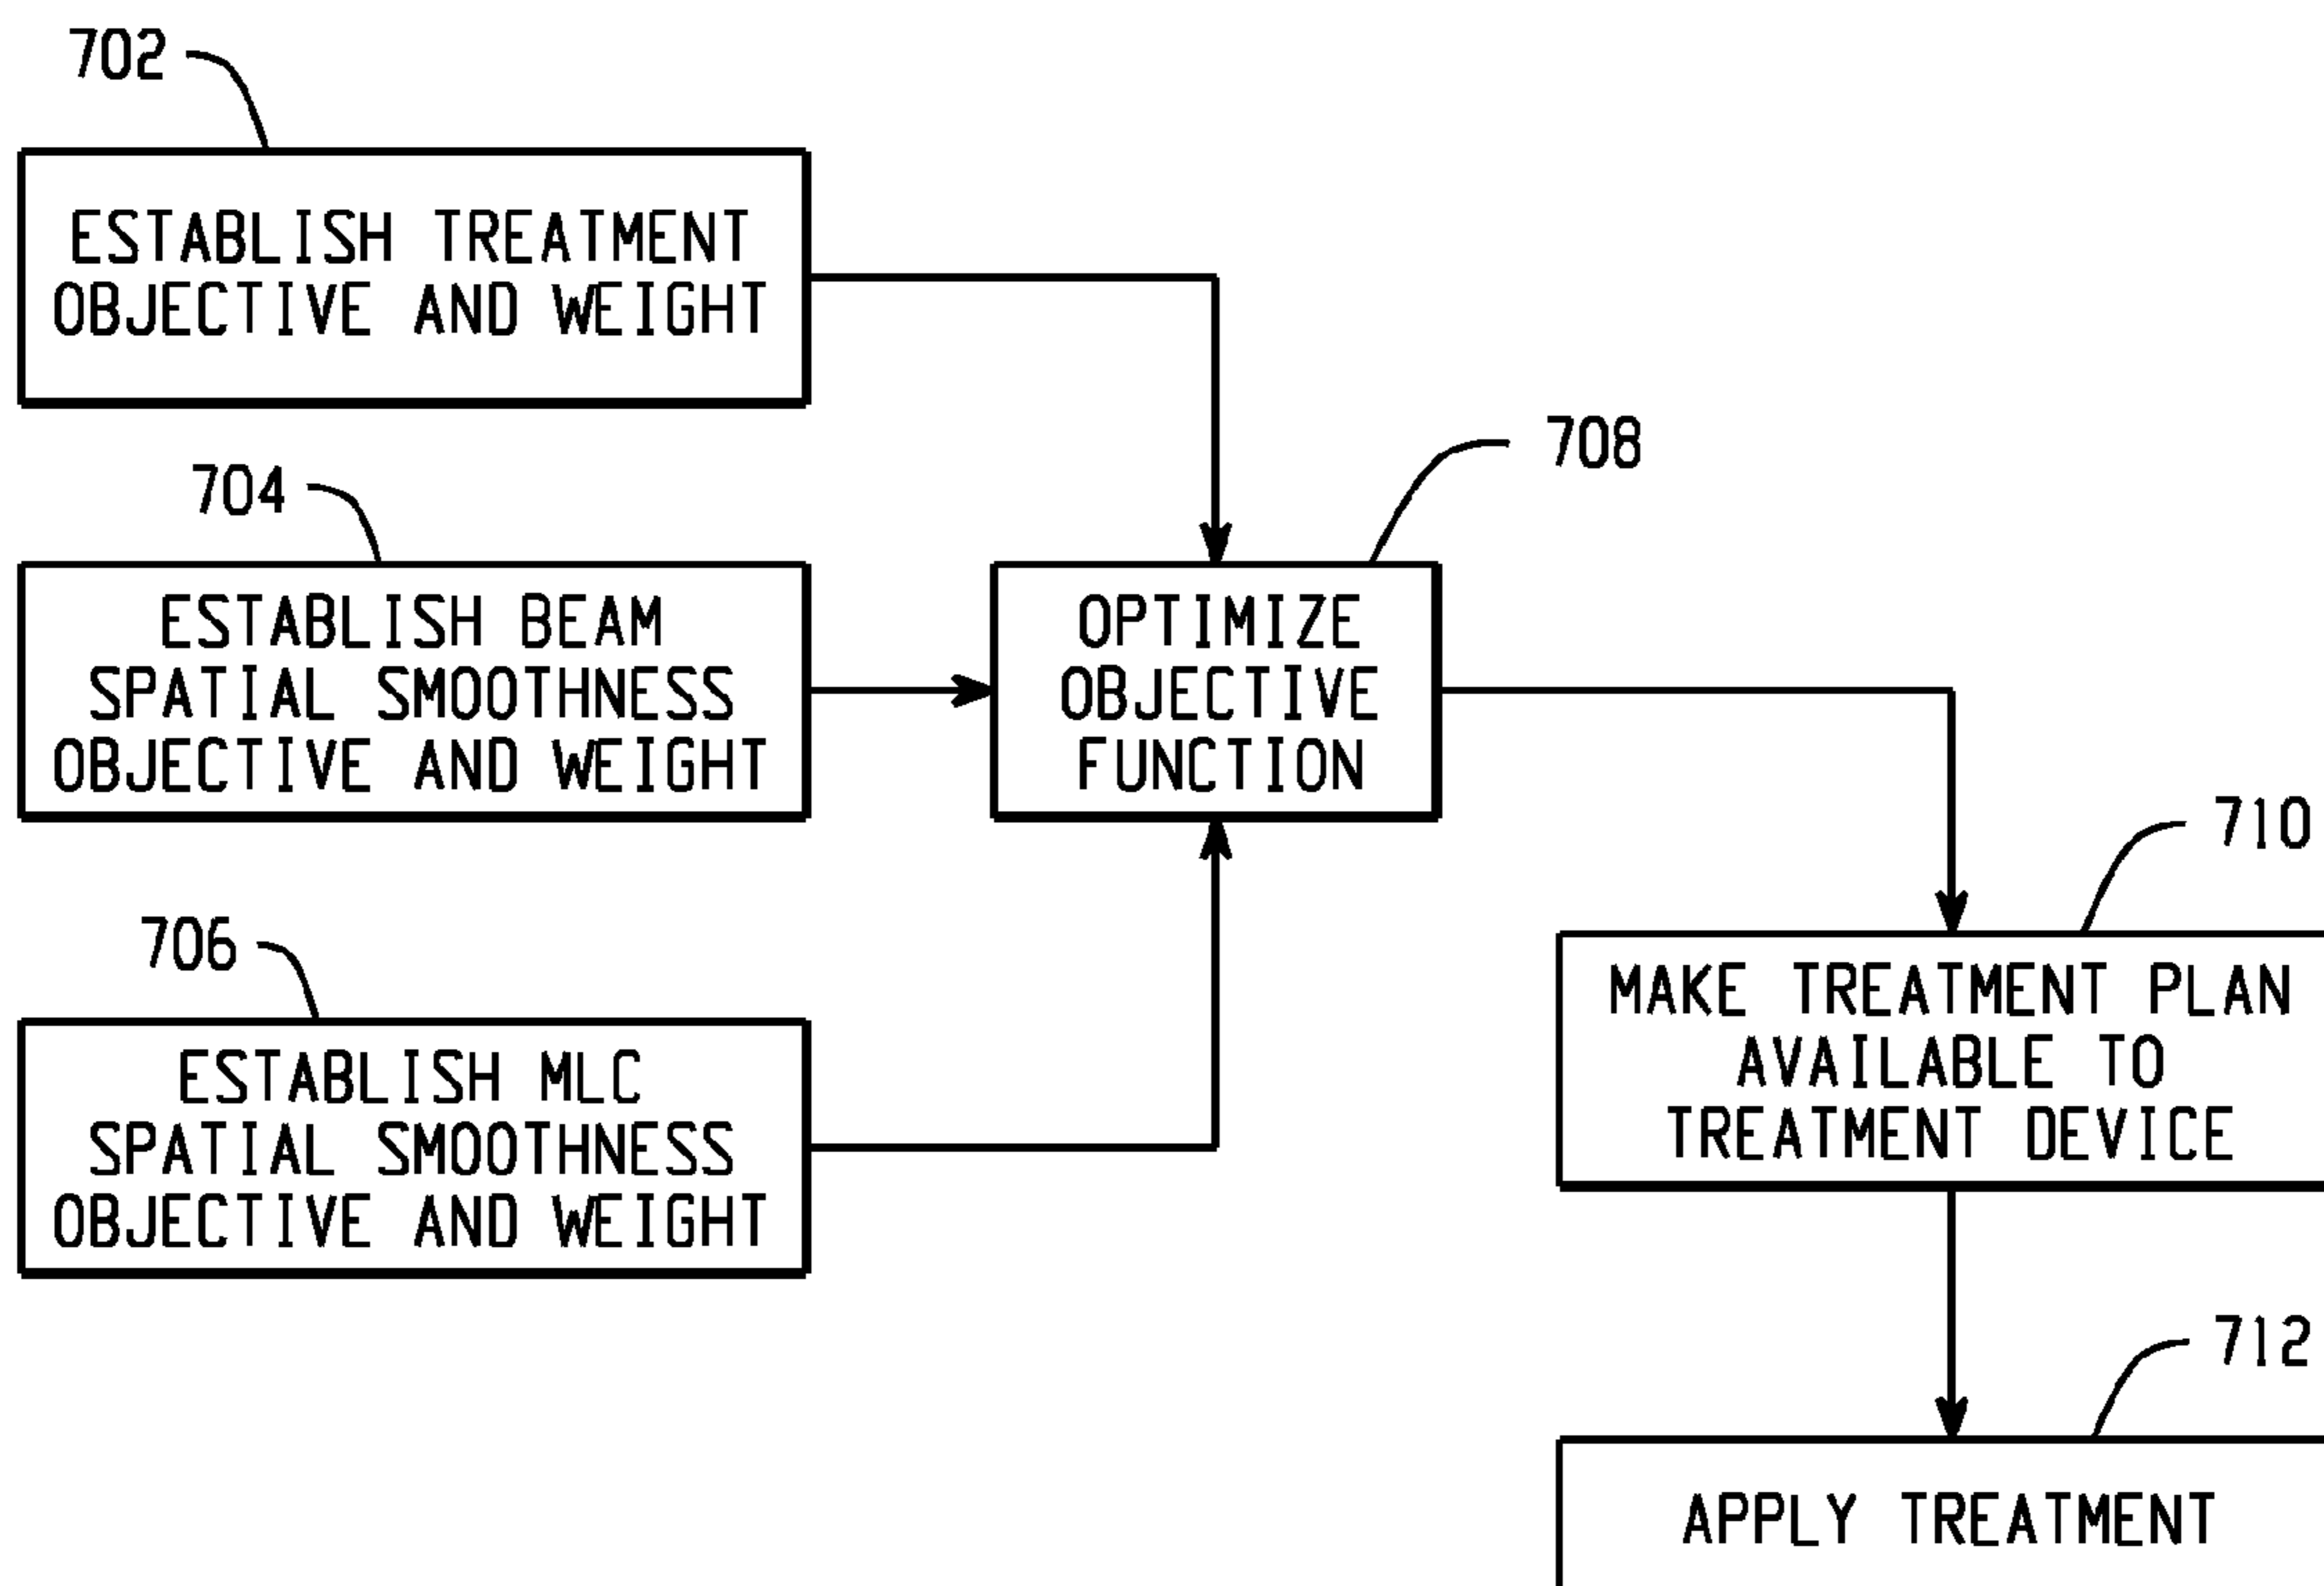 702
ESTABLISH TREATMENT
OBJECTIVE AND WEIGHT
704
ESTABLISH BEAM
SPATIAL SMOOTHNESS
OBJECTIVE AND WEIGHT
706
ESTABLISH MLC
SPATIAL SMOOTHNESS
OBJECTIVE AND WEIGHT
708
OPTIMIZE
OBJECTIVE
FUNCTION
710
MAKE TREATMENT PLAN
AVAILABLE TO
TREATMENT DEVICE
712
APPLY TREATMENT